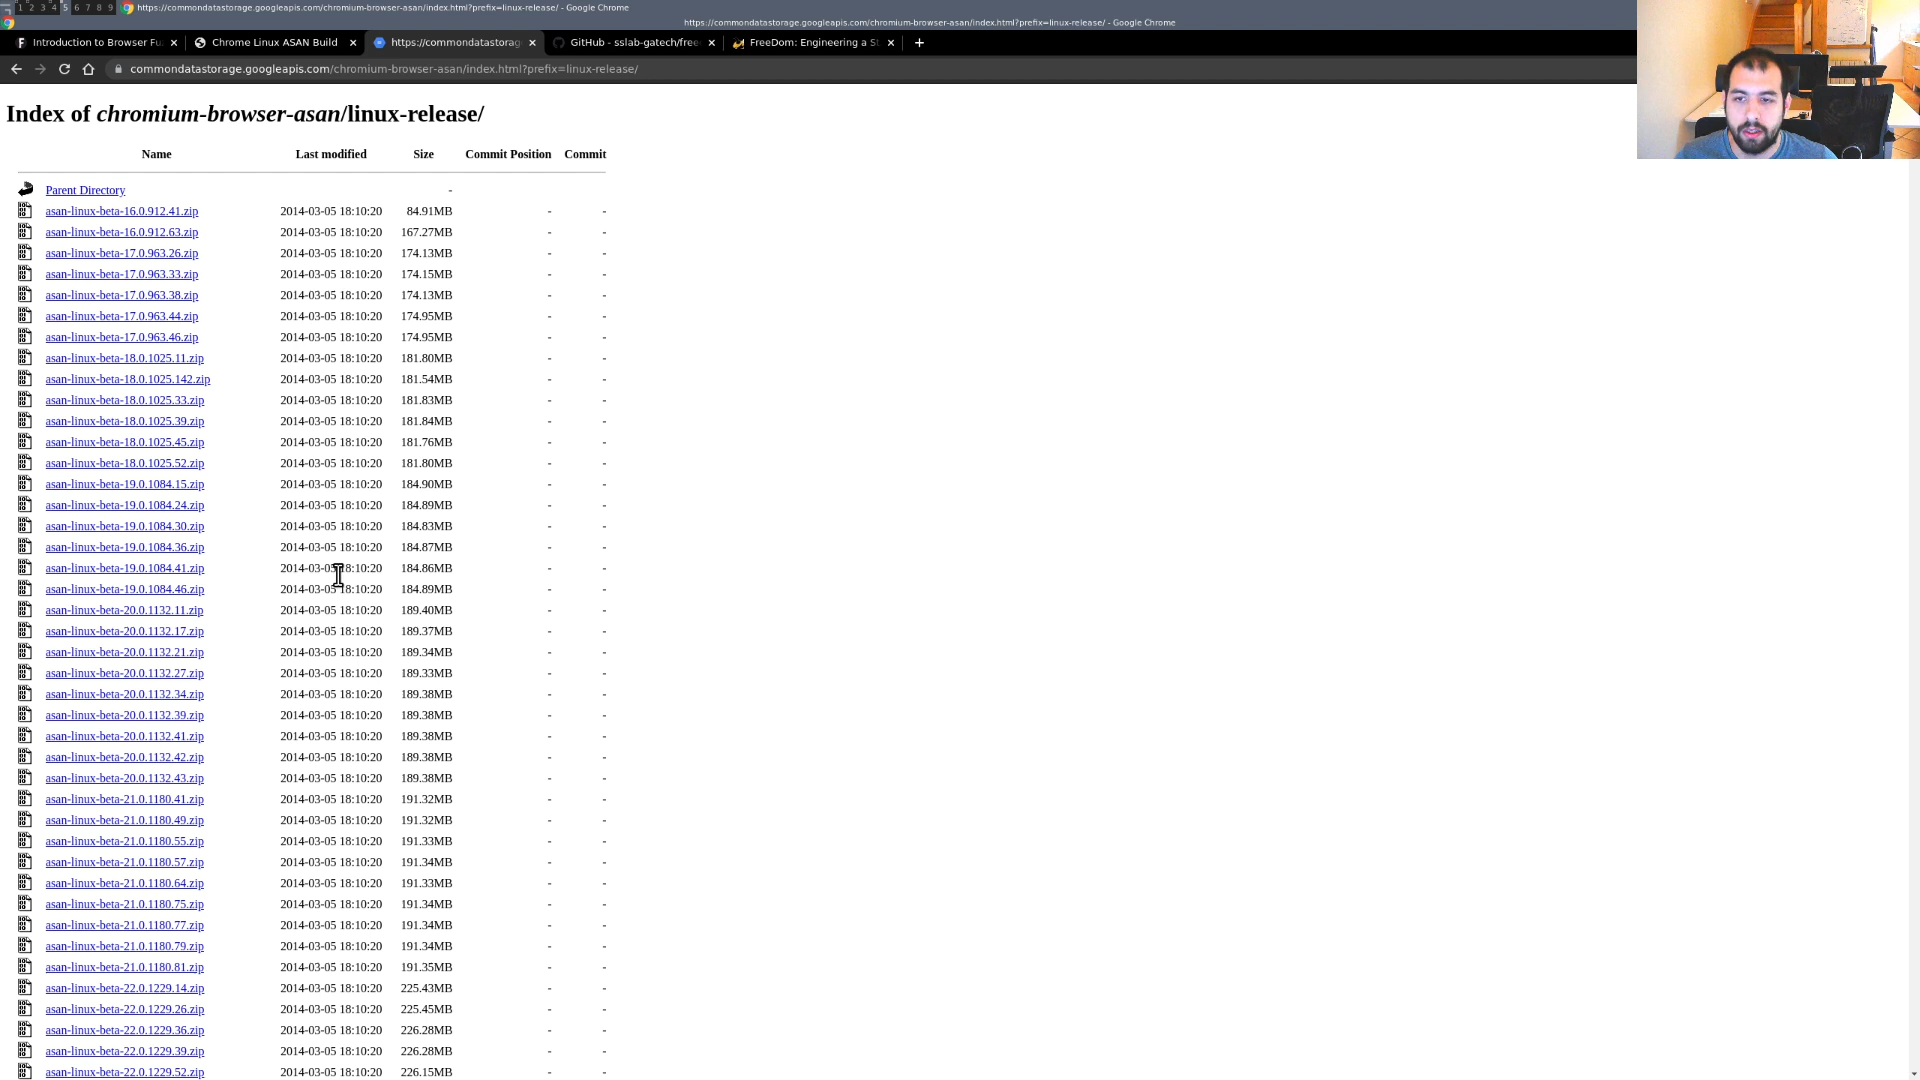 1 2 3 4 5 6 7 8 9 https://commondatastorage.googleapis.com/chromium-browser-asan/index.html?prefix=linux-release/ - Google Chrome
https://commondatastorage.googleapis.com/chromium-browser-asan/index.html?prefix=linux-release/ - Google Chrome
Introduction to Browser Fu × Chrome Linux ASAN Build × https://commondatastorag × GitHub - sslab-gatech/free × FreeDom: Engineering a St × +
commondatastorage.googleapis.com/chromium-browser-asan/index.html?prefix=linux-release/
Index of chromium-browser-asan/linux-release/
Name Last modified Size Commit Position Commit
Parent Directory -
asan-linux-beta-16.0.912.41.zip 2014-03-05 18:10:20 84.91MB - -
asan-linux-beta-16.0.912.63.zip 2014-03-05 18:10:20 167.27MB - -
asan-linux-beta-17.0.963.26.zip 2014-03-05 18:10:20 174.13MB - -
asan-linux-beta-17.0.963.33.zip 2014-03-05 18:10:20 174.15MB - -
asan-linux-beta-17.0.963.38.zip 2014-03-05 18:10:20 174.13MB - -
asan-linux-beta-17.0.963.44.zip 2014-03-05 18:10:20 174.95MB - -
asan-linux-beta-17.0.963.46.zip 2014-03-05 18:10:20 174.95MB - -
asan-linux-beta-18.0.1025.11.zip 2014-03-05 18:10:20 181.80MB - -
asan-linux-beta-18.0.1025.142.zip 2014-03-05 18:10:20 181.54MB - -
asan-linux-beta-18.0.1025.33.zip 2014-03-05 18:10:20 181.83MB - -
asan-linux-beta-18.0.1025.39.zip 2014-03-05 18:10:20 181.84MB - -
asan-linux-beta-18.0.1025.45.zip 2014-03-05 18:10:20 181.76MB - -
asan-linux-beta-18.0.1025.52.zip 2014-03-05 18:10:20 181.80MB - -
asan-linux-beta-19.0.1084.15.zip 2014-03-05 18:10:20 184.90MB - -
asan-linux-beta-19.0.1084.24.zip 2014-03-05 18:10:20 184.89MB - -
asan-linux-beta-19.0.1084.30.zip 2014-03-05 18:10:20 184.83MB - -
asan-linux-beta-19.0.1084.36.zip 2014-03-05 18:10:20 184.87MB - -
asan-linux-beta-19.0.1084.41.zip 2014-03-05 18:10:20 184.86MB - -
asan-linux-beta-19.0.1084.46.zip 2014-03-05 18:10:20 184.89MB - -
asan-linux-beta-20.0.1132.11.zip 2014-03-05 18:10:20 189.40MB - -
asan-linux-beta-20.0.1132.17.zip 2014-03-05 18:10:20 189.37MB - -
asan-linux-beta-20.0.1132.21.zip 2014-03-05 18:10:20 189.34MB - -
asan-linux-beta-20.0.1132.27.zip 2014-03-05 18:10:20 189.33MB - -
asan-linux-beta-20.0.1132.34.zip 2014-03-05 18:10:20 189.38MB - -
asan-linux-beta-20.0.1132.39.zip 2014-03-05 18:10:20 189.38MB - -
asan-linux-beta-20.0.1132.41.zip 2014-03-05 18:10:20 189.38MB - -
asan-linux-beta-20.0.1132.42.zip 2014-03-05 18:10:20 189.38MB - -
asan-linux-beta-20.0.1132.43.zip 2014-03-05 18:10:20 189.38MB - -
asan-linux-beta-21.0.1180.41.zip 2014-03-05 18:10:20 191.32MB - -
asan-linux-beta-21.0.1180.49.zip 2014-03-05 18:10:20 191.32MB - -
asan-linux-beta-21.0.1180.55.zip 2014-03-05 18:10:20 191.33MB - -
asan-linux-beta-21.0.1180.57.zip 2014-03-05 18:10:20 191.34MB - -
asan-linux-beta-21.0.1180.64.zip 2014-03-05 18:10:20 191.33MB - -
asan-linux-beta-21.0.1180.75.zip 2014-03-05 18:10:20 191.34MB - -
asan-linux-beta-21.0.1180.77.zip 2014-03-05 18:10:20 191.34MB - -
asan-linux-beta-21.0.1180.79.zip 2014-03-05 18:10:20 191.34MB - -
asan-linux-beta-21.0.1180.81.zip 2014-03-05 18:10:20 191.35MB - -
asan-linux-beta-22.0.1229.14.zip 2014-03-05 18:10:20 225.43MB - -
asan-linux-beta-22.0.1229.26.zip 2014-03-05 18:10:20 225.45MB - -
asan-linux-beta-22.0.1229.36.zip 2014-03-05 18:10:20 226.28MB - -
asan-linux-beta-22.0.1229.39.zip 2014-03-05 18:10:20 226.28MB - -
asan-linux-beta-22.0.1229.52.zip 2014-03-05 18:10:20 226.15MB - -